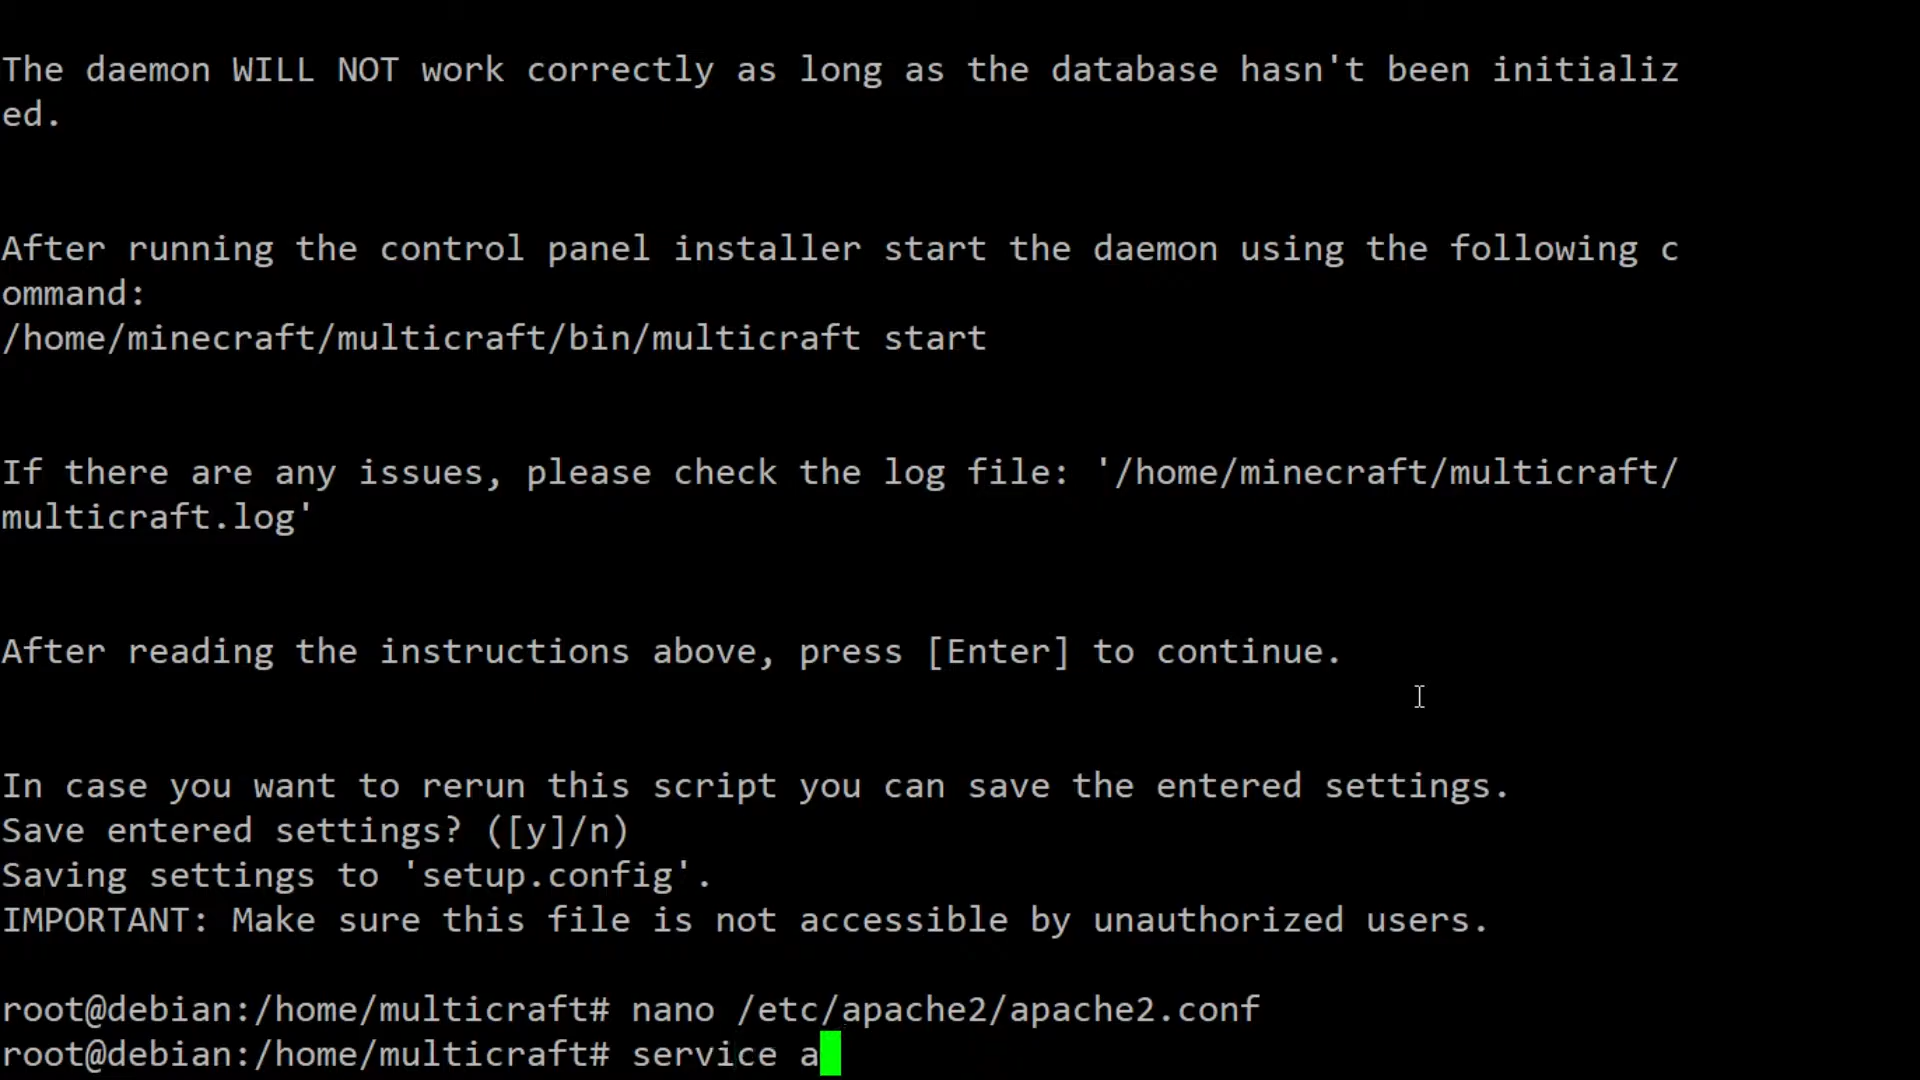 The daemon WILL NOT work correctly as long as the database hasn't been initializ
ed.
After running the control panel installer start the daemon using the following c
ommand:
/home/minecraft/multicraft/bin/multicraft start
If there are any issues, please check the log file: '/home/minecraft/multicraft/
multicraft.log'
After reading the instructions above, press [Enter] to continue.
In case you want to rerun this script you can save the entered settings.
Save entered settings? ([y]/n)
Saving settings to 'setup.config'.
IMPORTANT: Make sure this file is not accessible by unauthorized users.
root@debian:/home/multicraft# nano /etc/apache2/apache2.conf
root@debian:/home/multicraft# service a